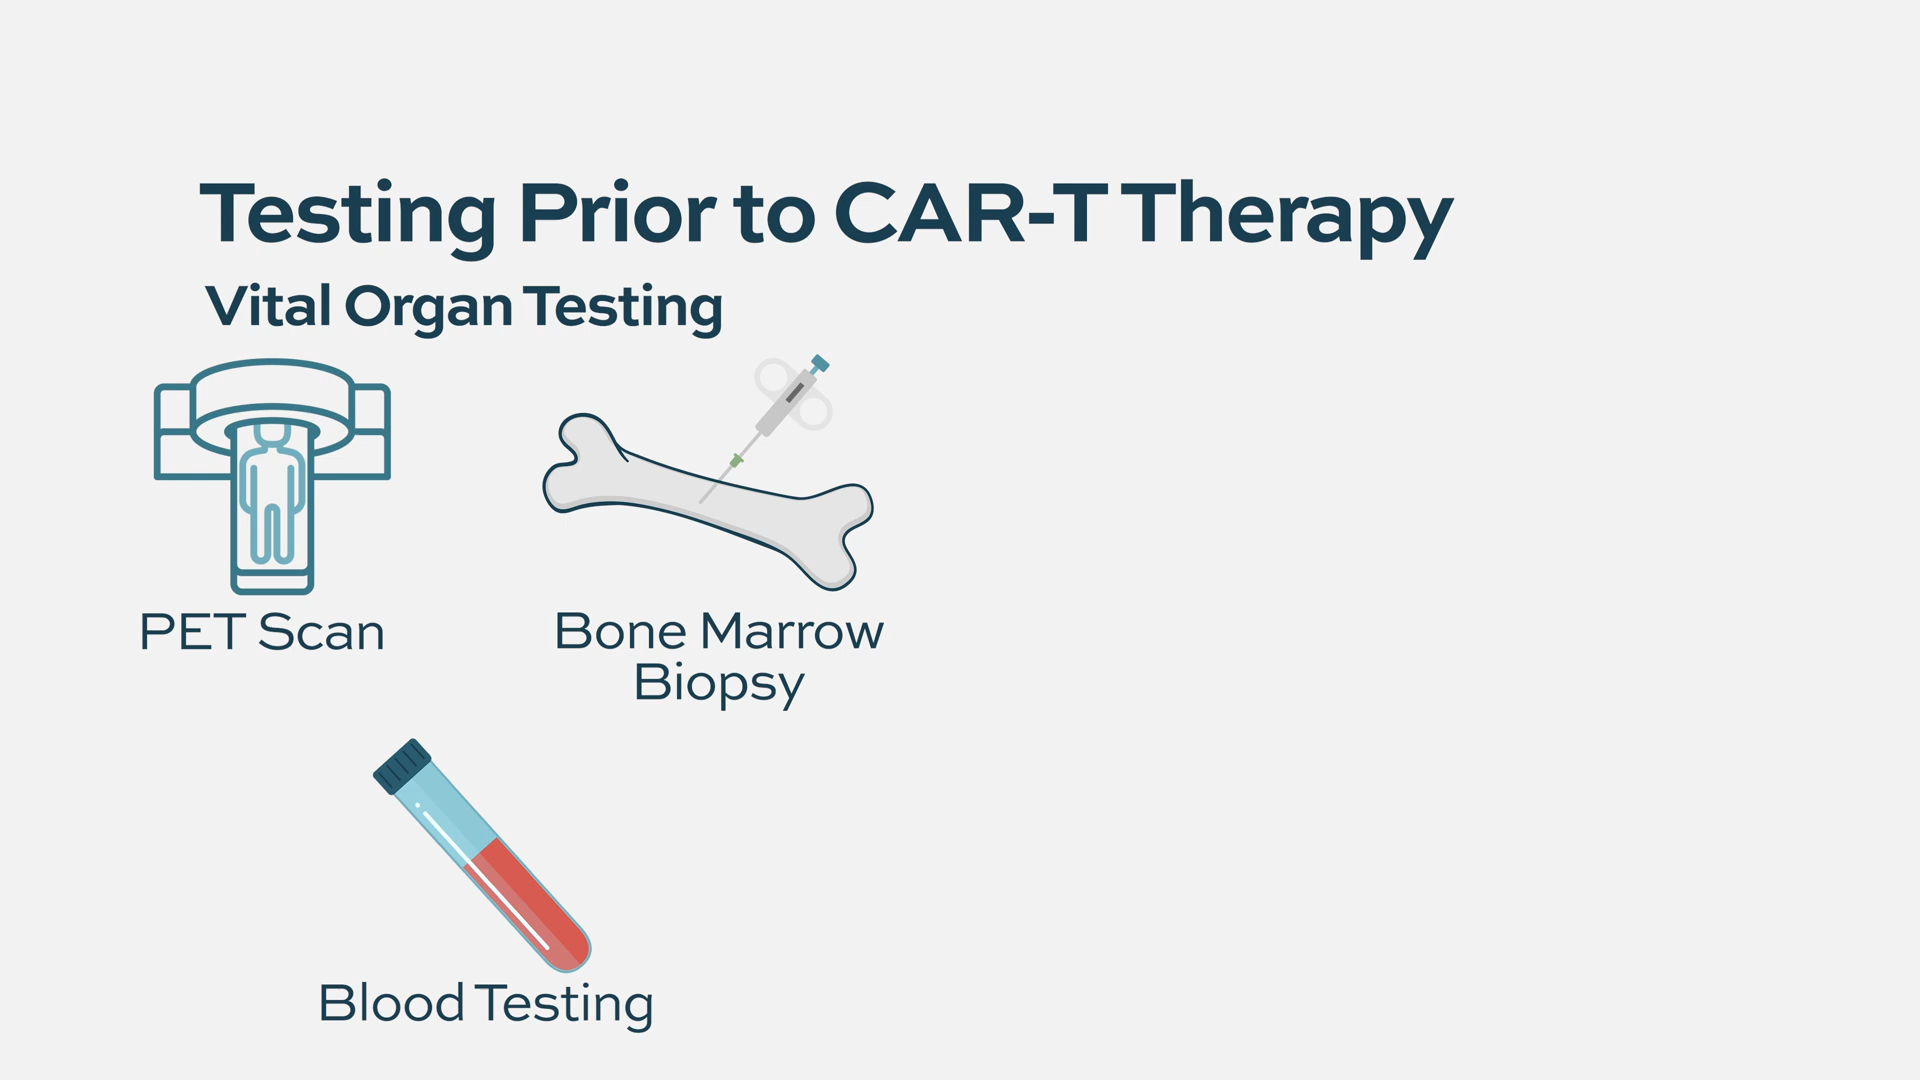 Testing Prior to CAR-T Therapy
Vital Organ Testing
PET Scan
Bone Marrow
Biopsy
Blood Testing